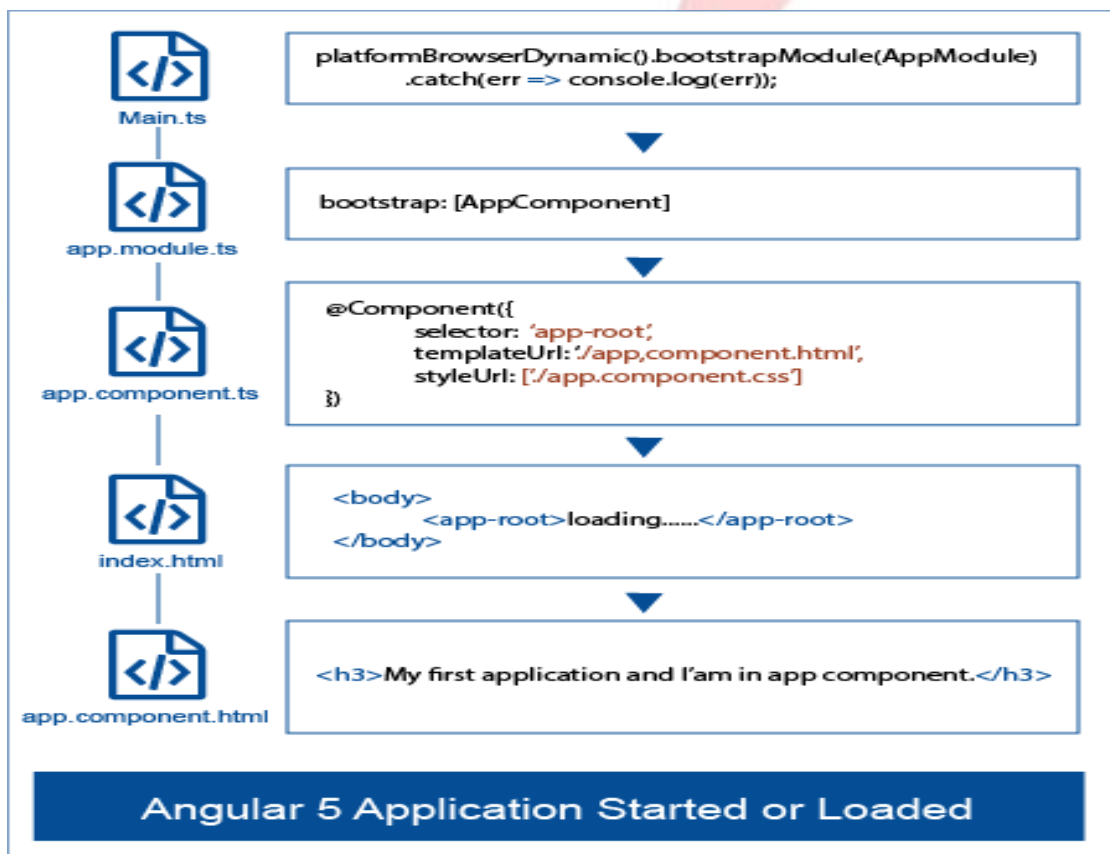 platformBrowserDynamic().bootstrapModule(AppModule)
.catch(err => console.log(err));
Main.ts
bootstrap: [AppComponent]
app.module.ts
@Component({
selector: 'app-root',
templateUrl: './app,component.html',
styleUrl: ['./app.component.css']
})
app.component.ts
<body>
<app-root>loading......</app-root>
</body>
index.html
<h3>My first application and I'am in app component.</h3>
app.component.html
Angular 5 Application Started or Loaded